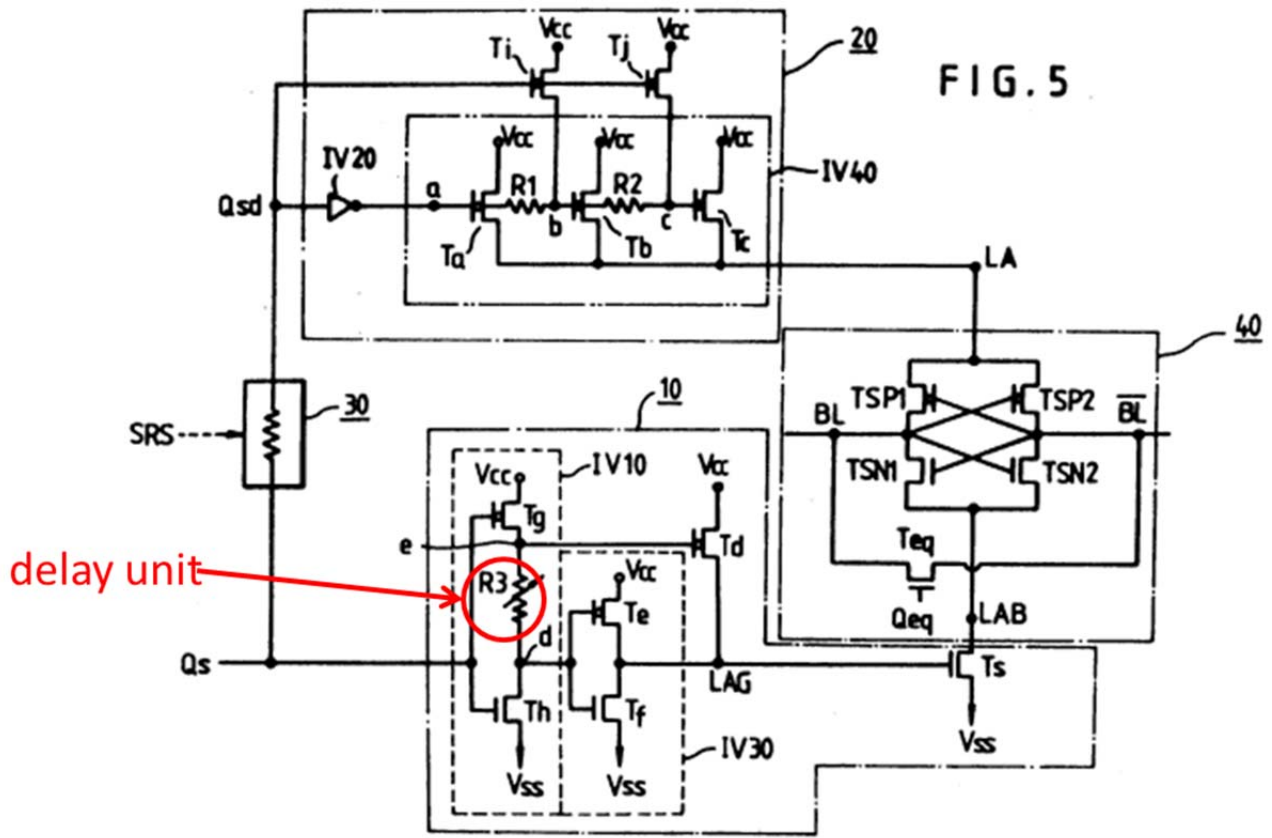 Vcc Vcc
Ti Tj
20
FIG. 5
Vcc Vcc Vcc
IV20
IV40
a R1 R2
Qsd
b c
Ta Tb Tc
LA
40
30
10
TSP1 TSP2
BL B̅L̅
SRS
IV10
Vcc Vcc
TSN1 TSN2
Tg
e Td
Teq
delay unit
R3
Vcc
Te
Qeq LAB
d
Qs
LAG
Ts
Th Tf
Vss
IV30
Vss Vss